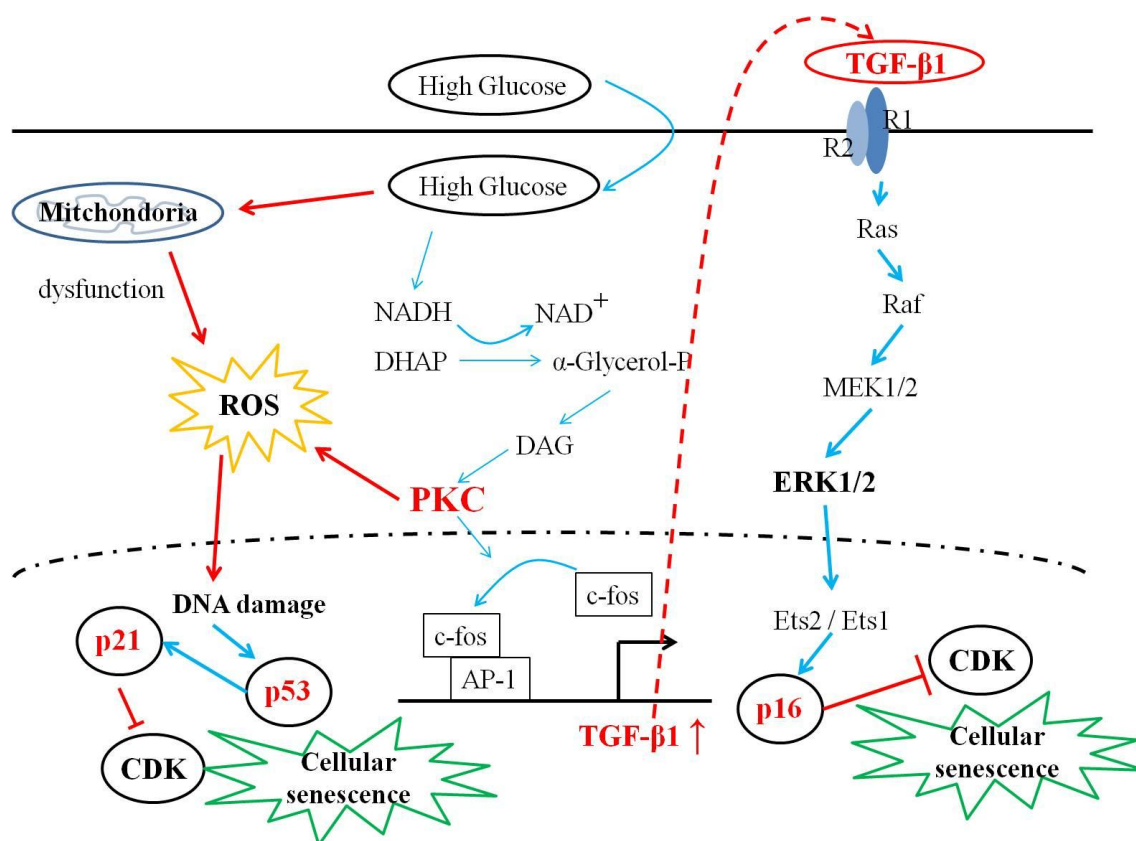 High Glucose
TGF-β1
R1
R2
High Glucose
Mitchondoria
dysfunction
Ras
Raf
NADH
NAD+
DHAP
α-Glycerol-P
MEK1/2
ROS
DAG
PKC
ERK1/2
DNA damage
c-fos
c-fos
Ets2 / Ets1
p21
CDK
AP-1
p53
p16
TGF-β1 ↑
CDK
Cellular
senescence
Cellular
senescence